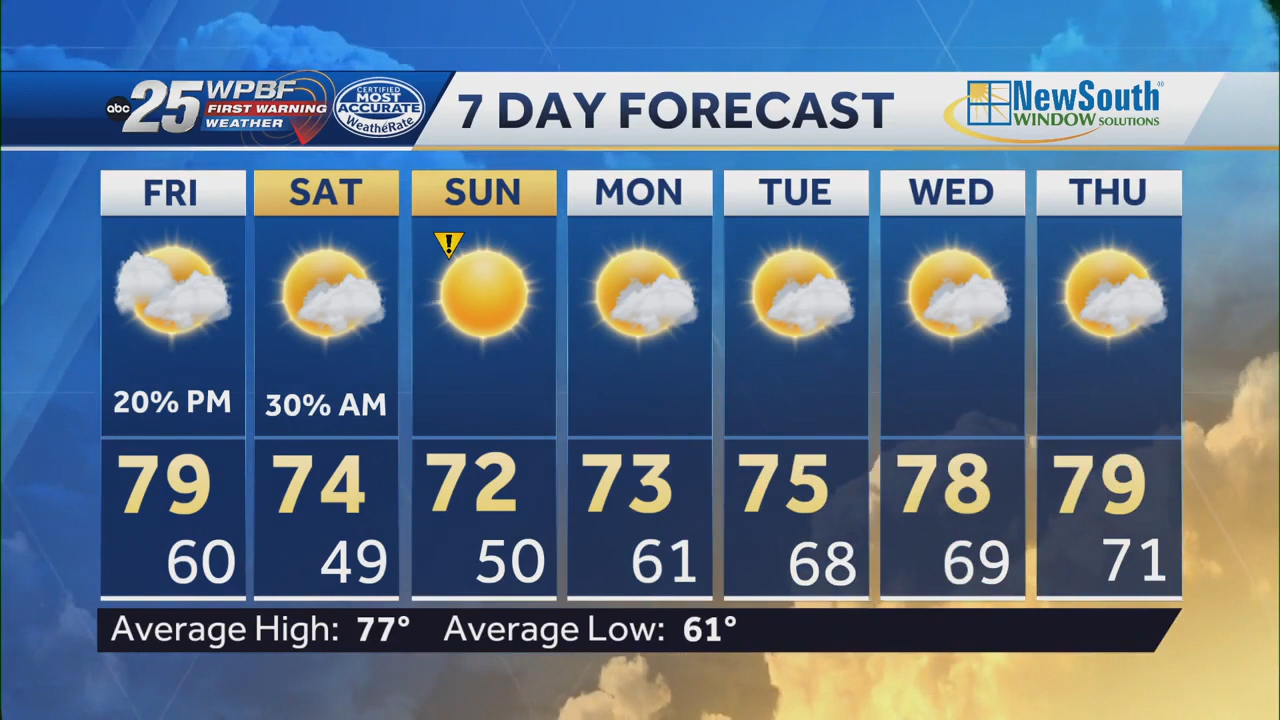 abc 25 WPBF
FIRST WARNING
WEATHER
CERTIFIED
MOST
ACCURATE
WeatheRate
7 DAY FORECAST
NewSouth
WINDOW SOLUTIONS
FRI SAT SUN MON TUE WED THU
!
20% PM 30% AM
79 74 72 73 75 78 79
60 49 50 61 68 69 71
Average High: 77° Average Low: 61°